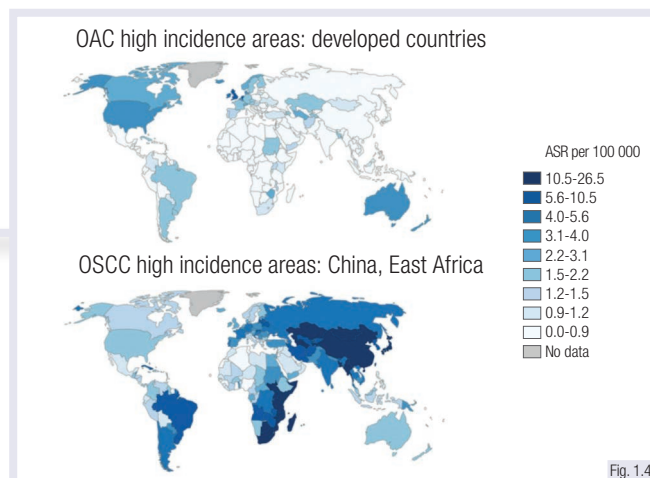 OAC high incidence areas: developed countries
OSCC high incidence areas: China, East Africa
ASR per 100 000
10.5-26.5
5.6-10.5
4.0-5.6
3.1-4.0
2.2-3.1
1.5-2.2
1.2-1.5
0.9-1.2
0.0-0.9
No data
Fig. 1.4